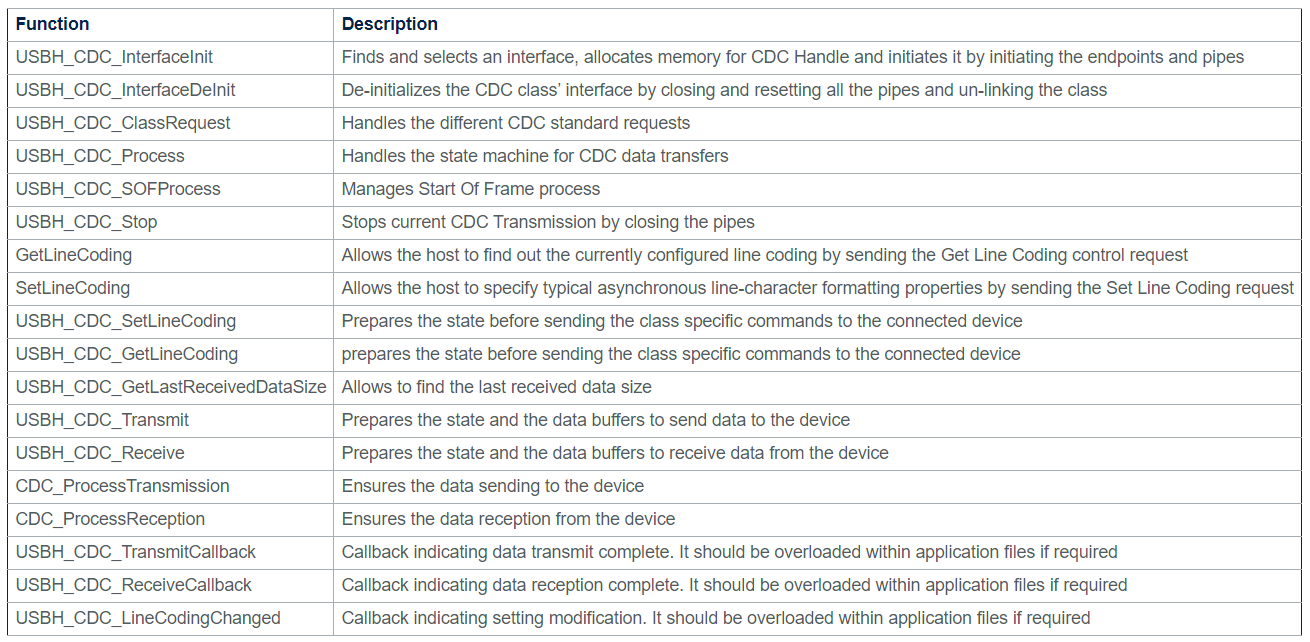 Function Description
USBH_CDC_InterfaceInit Finds and selects an interface, allocates memory for CDC Handle and initiates it by initiating the endpoints and pipes
USBH_CDC_InterfaceDeInit De-initializes the CDC class’ interface by closing and resetting all the pipes and un-linking the class
USBH_CDC_ClassRequest Handles the different CDC standard requests
USBH_CDC_Process Handles the state machine for CDC data transfers
USBH_CDC_SOFProcess Manages Start Of Frame process
USBH_CDC_Stop Stops current CDC Transmission by closing the pipes
GetLineCoding Allows the host to find out the currently configured line coding by sending the Get Line Coding control request
SetLineCoding Allows the host to specify typical asynchronous line-character formatting properties by sending the Set Line Coding request
USBH_CDC_SetLineCoding Prepares the state before sending the class specific commands to the connected device
USBH_CDC_GetLineCoding prepares the state before sending the class specific commands to the connected device
USBH_CDC_GetLastReceivedDataSize Allows to find the last received data size
USBH_CDC_Transmit Prepares the state and the data buffers to send data to the device
USBH_CDC_Receive Prepares the state and the data buffers to receive data from the device
CDC_ProcessTransmission Ensures the data sending to the device
CDC_ProcessReception Ensures the data reception from the device
USBH_CDC_TransmitCallback Callback indicating data transmit complete. It should be overloaded within application files if required
USBH_CDC_ReceiveCallback Callback indicating data reception complete. It should be overloaded within application files if required
USBH_CDC_LineCodingChanged Callback indicating setting modification. It should be overloaded within application files if required